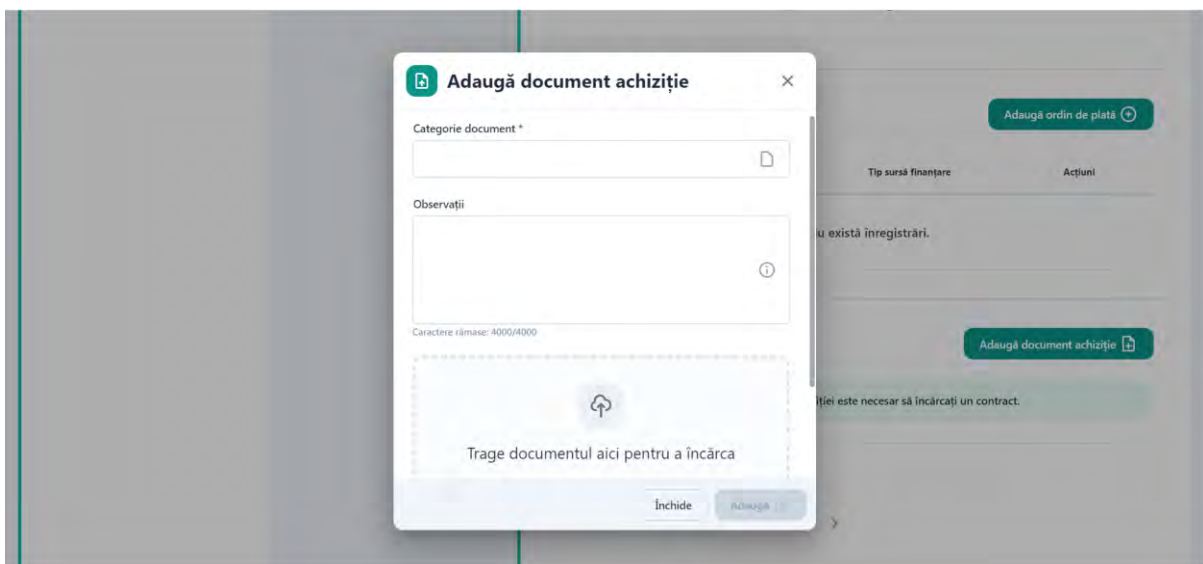 Adaugă document achiziție
Adaugă ordin de plată
Categorie document *
Tip sursă finanțare
Acțiuni
Observații
u există înregistrări.
Caractere rămase: 4000/4000
Adaugă document achiziție
iției este necesar să încărcați un contract.
Trage documentul aici pentru a încărca
Închide
Adaugă